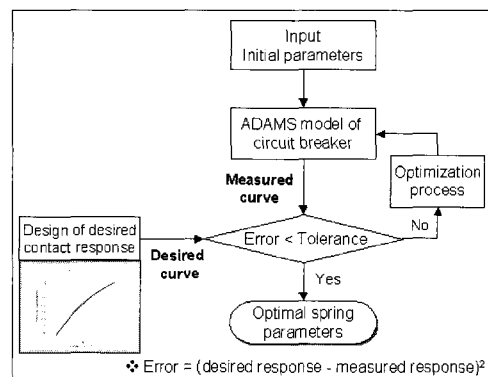 Input
Initial parameters
ADAMS model of
circuit breaker
Measured
curve
Optimization
process
Design of desired
contact response
Desired
curve
Error < Tolerance
No
Yes
Optimal spring
parameters
❖ Error = (desired response - measured response)²